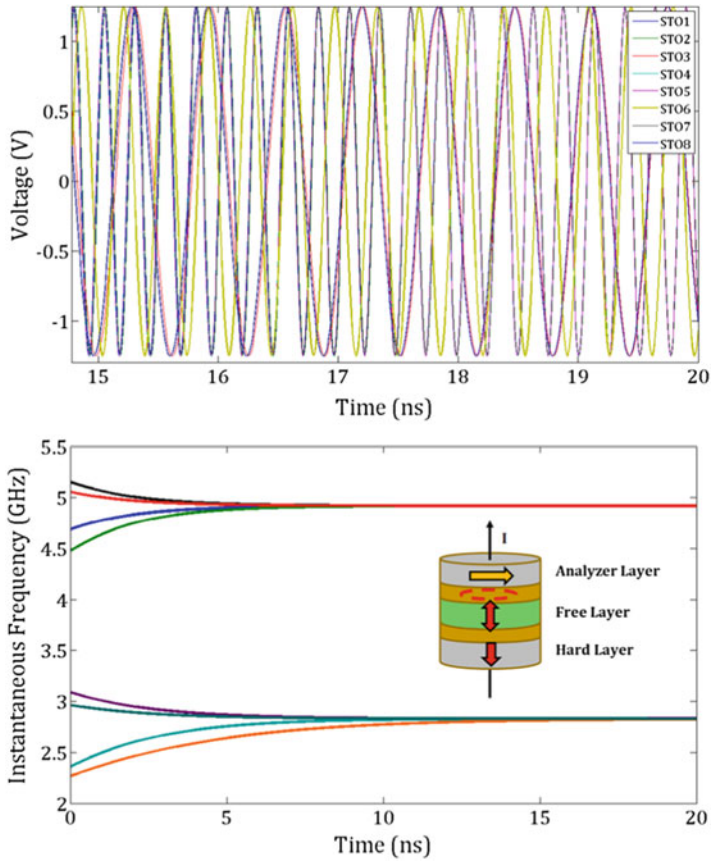 1
0.5
0
-0.5
-1
Voltage (V)
STO1
STO2
STO3
STO4
STO5
STO6
STO7
STO8
15 16 17 18 19 20
Time (ns)
5.5
5
4.5
4
3.5
3
2.5
2
Instantaneous Frequency (GHz)
I
Analyzer Layer
Free Layer
Hard Layer
0 5 10 15 20
Time (ns)